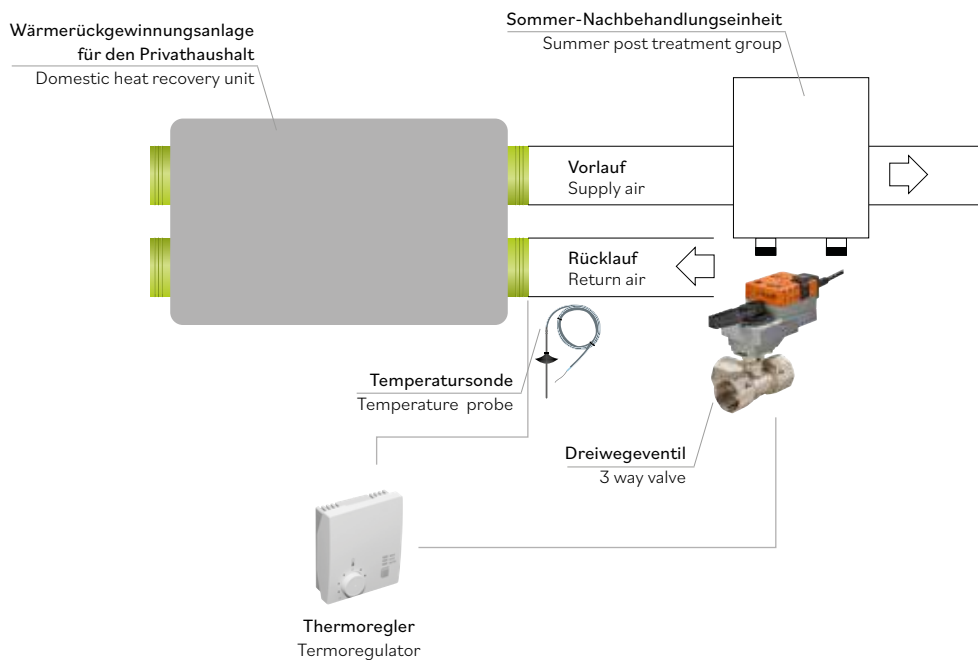 Wärmerückgewinnungsanlage
für den Privathaushalt
Domestic heat recovery unit
Sommer-Nachbehandlungseinheit
Summer post treatment group
Vorlauf
Supply air
Rücklauf
Return air
Temperatursonde
Temperature probe
Dreiwegeventil
3 way valve
Thermoregler
Termoregulator